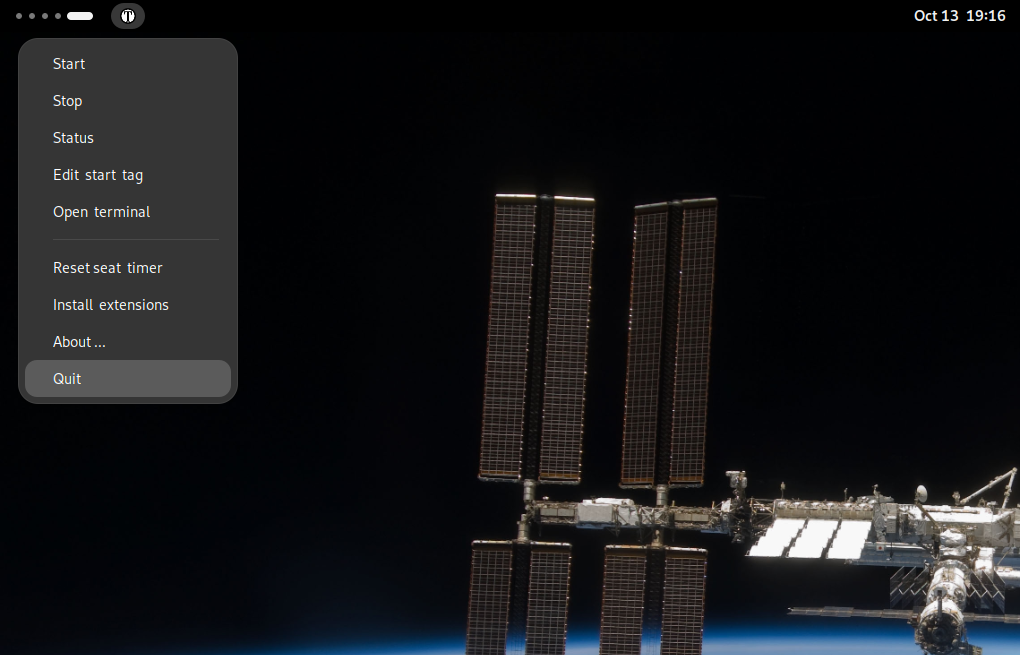 T
Oct 13 19:16
Start
Stop
Status
Edit start tag
Open terminal
Reset seat timer
Install extensions
About ...
Quit